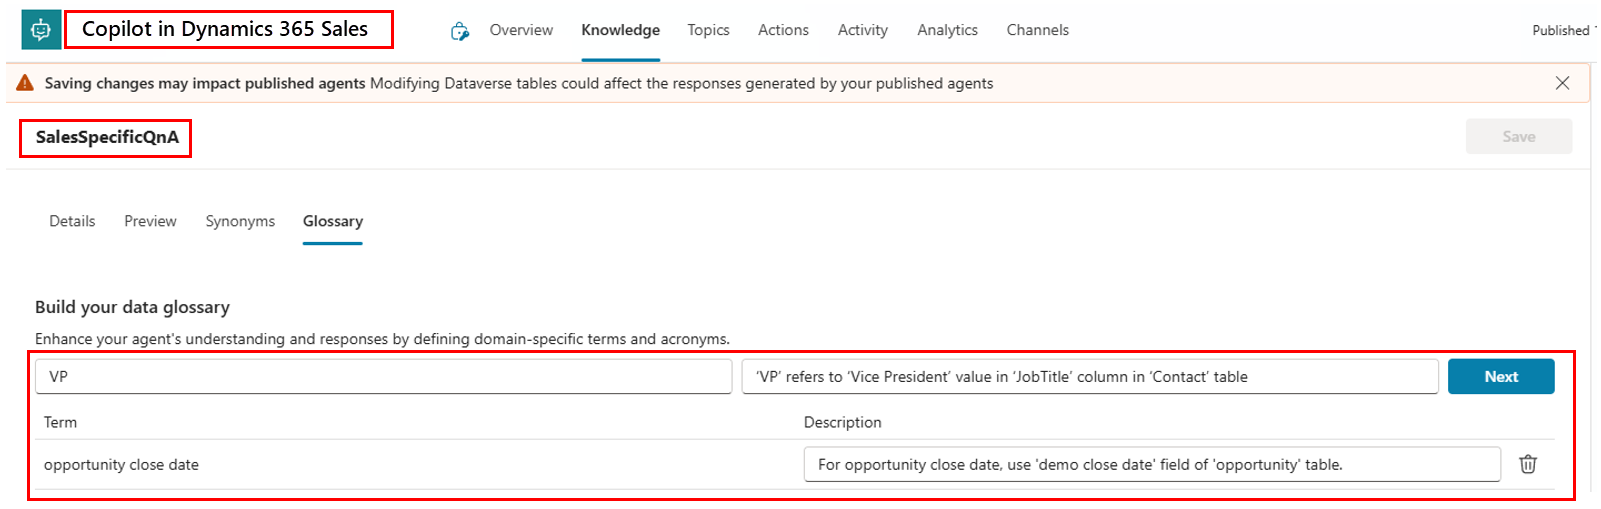 Copilot in Dynamics 365 Sales
Overview Knowledge Topics Actions Activity Analytics Channels Published
Saving changes may impact published agents Modifying Dataverse tables could affect the responses generated by your published agents
SalesSpecificQnA Save
Details Preview Synonyms Glossary
Build your data glossary
Enhance your agent's understanding and responses by defining domain-specific terms and acronyms.
VP ‘VP’ refers to ‘Vice President’ value in ‘JobTitle’ column in ‘Contact’ table Next
Term Description
opportunity close date For opportunity close date, use 'demo close date' field of 'opportunity' table.